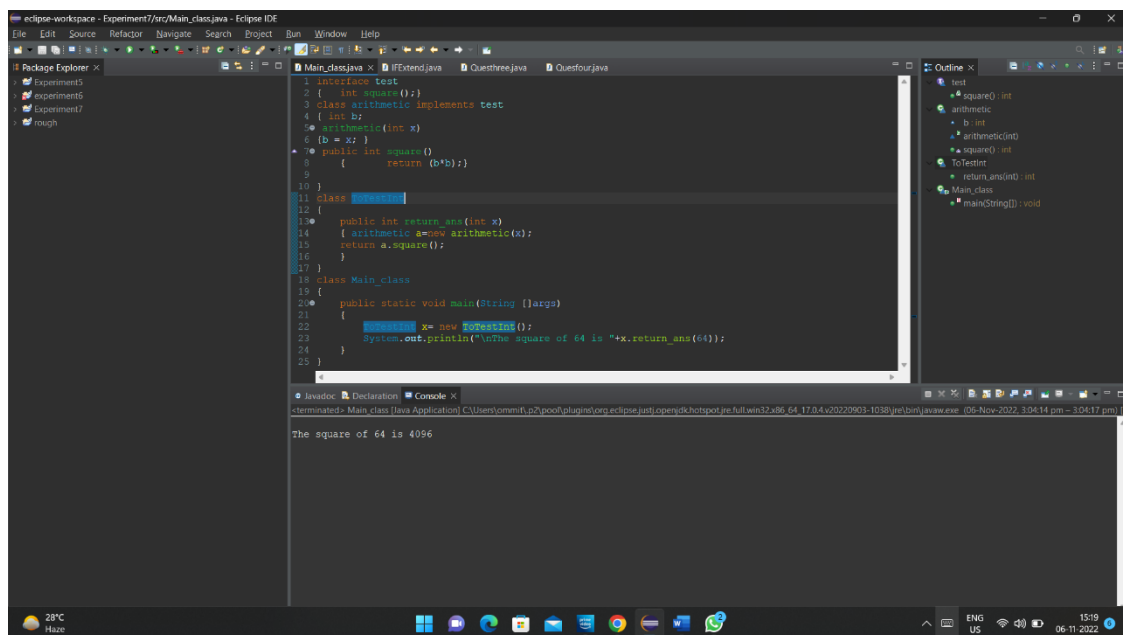 eclipse-workspace - Experiment7/src/Main_class.java - Eclipse IDE
File Edit Source Refactor Navigate Search Project Run Window Help
Package Explorer
Experiment5
experiment6
Experiment7
rough
Main_class.java IFExtend.java Questhree.java Quesfour.java
1 interface test
2 { int square();}
3 class arithmetic implements test
4 { int b;
5 arithmetic(int x)
6 {b = x; }
7 public int square()
8 { return (b*b);}
9
10 }
11 class ToTestInt
12 {
13 public int return_ans(int x)
14 { arithmetic a=new arithmetic(x);
15 return a.square();
16 }
17 }
18 class Main_class
19 {
20 public static void main(String []args)
21 {
22 ToTestInt x= new ToTestInt();
23 System.out.println("\nThe square of 64 is "+x.return_ans(64));
24 }
25 }
Outline
test
square() : int
arithmetic
b : int
arithmetic(int)
square() : int
ToTestInt
return_ans(int) : int
Main_class
main(String[]) : void
Javadoc Declaration Console
<terminated> Main_class [Java Application] C:\Users\ommit\.p2\pool\plugins\org.eclipse.justj.openjdk.hotspot.jre.full.win32.x86_64_17.0.4.v20220903-1038\jre\bin\javaw.exe (06-Nov-2022, 3:04:14 pm – 3:04:17 pm) [
The square of 64 is 4096
28°C
Haze
2
ENG
US
15:19
06-11-2022
6